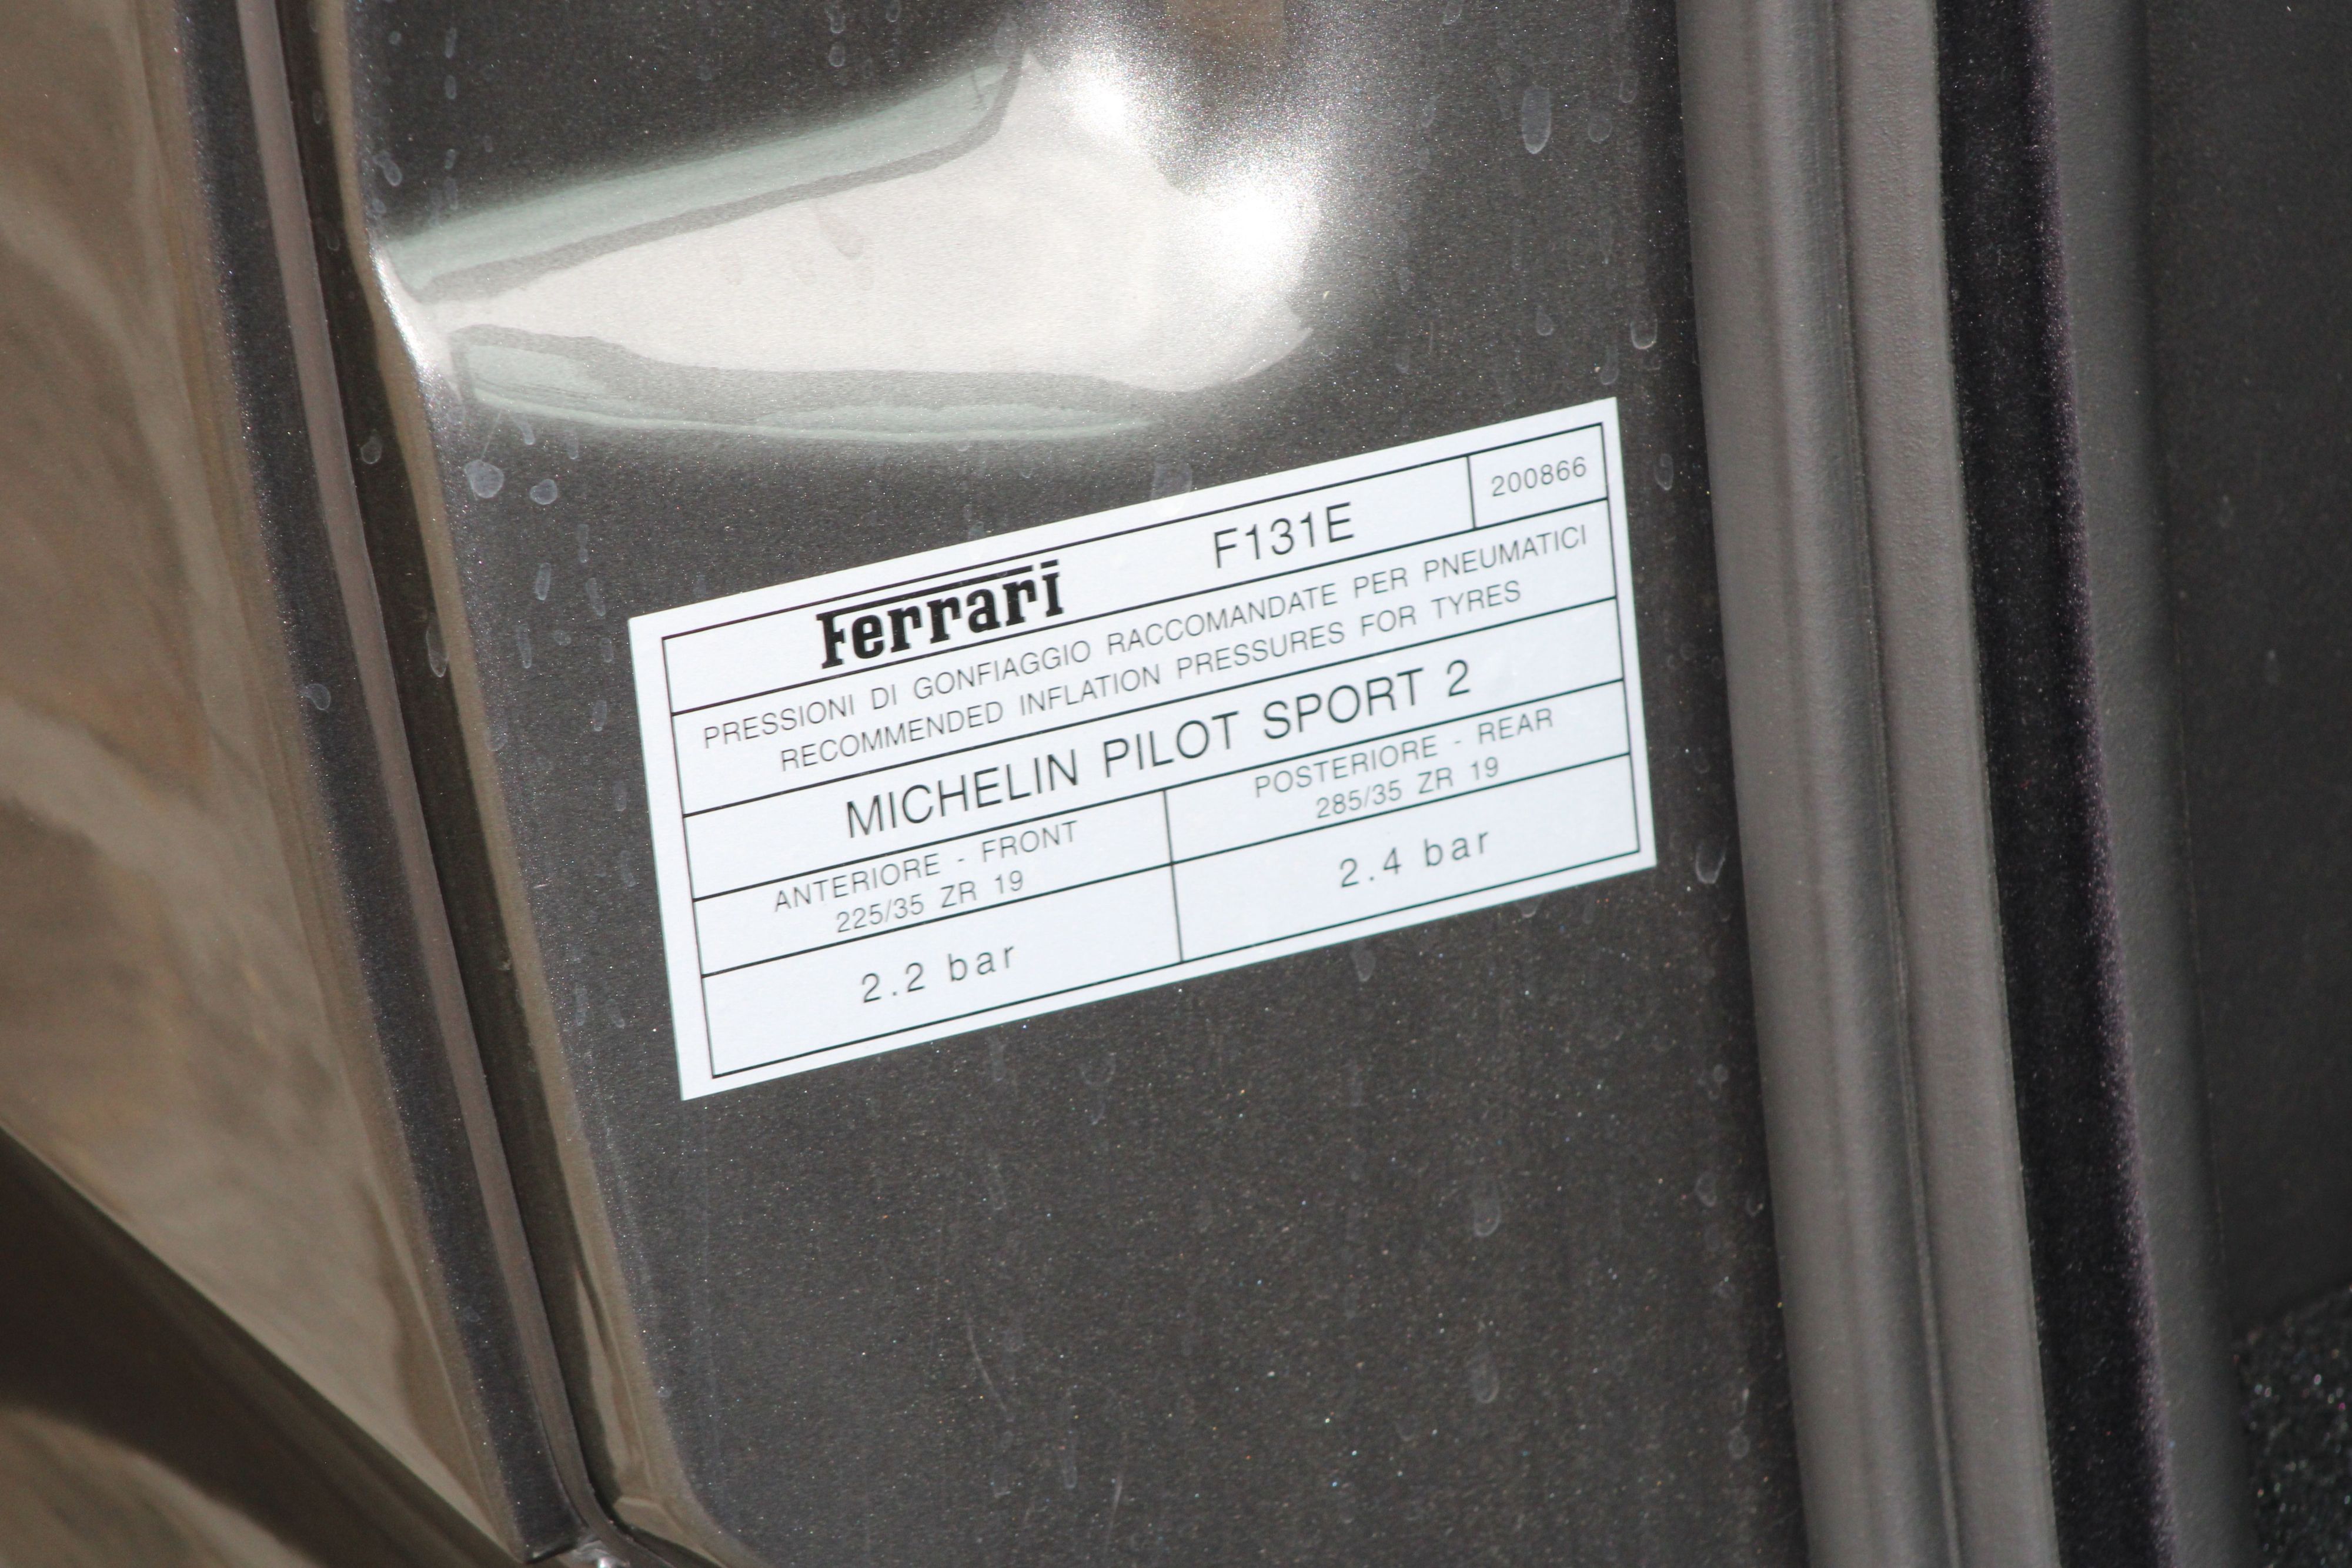 Ferrari F131E 200866
PRESSIONI DI GONFIAGGIO RACCOMANDATE PER PNEUMATICI
RECOMMENDED INFLATION PRESSURES FOR TYRES
MICHELIN PILOT SPORT 2
ANTERIORE - FRONT
225/35 ZR 19
2.2 bar
POSTERIORE - REAR
285/35 ZR 19
2.4 bar